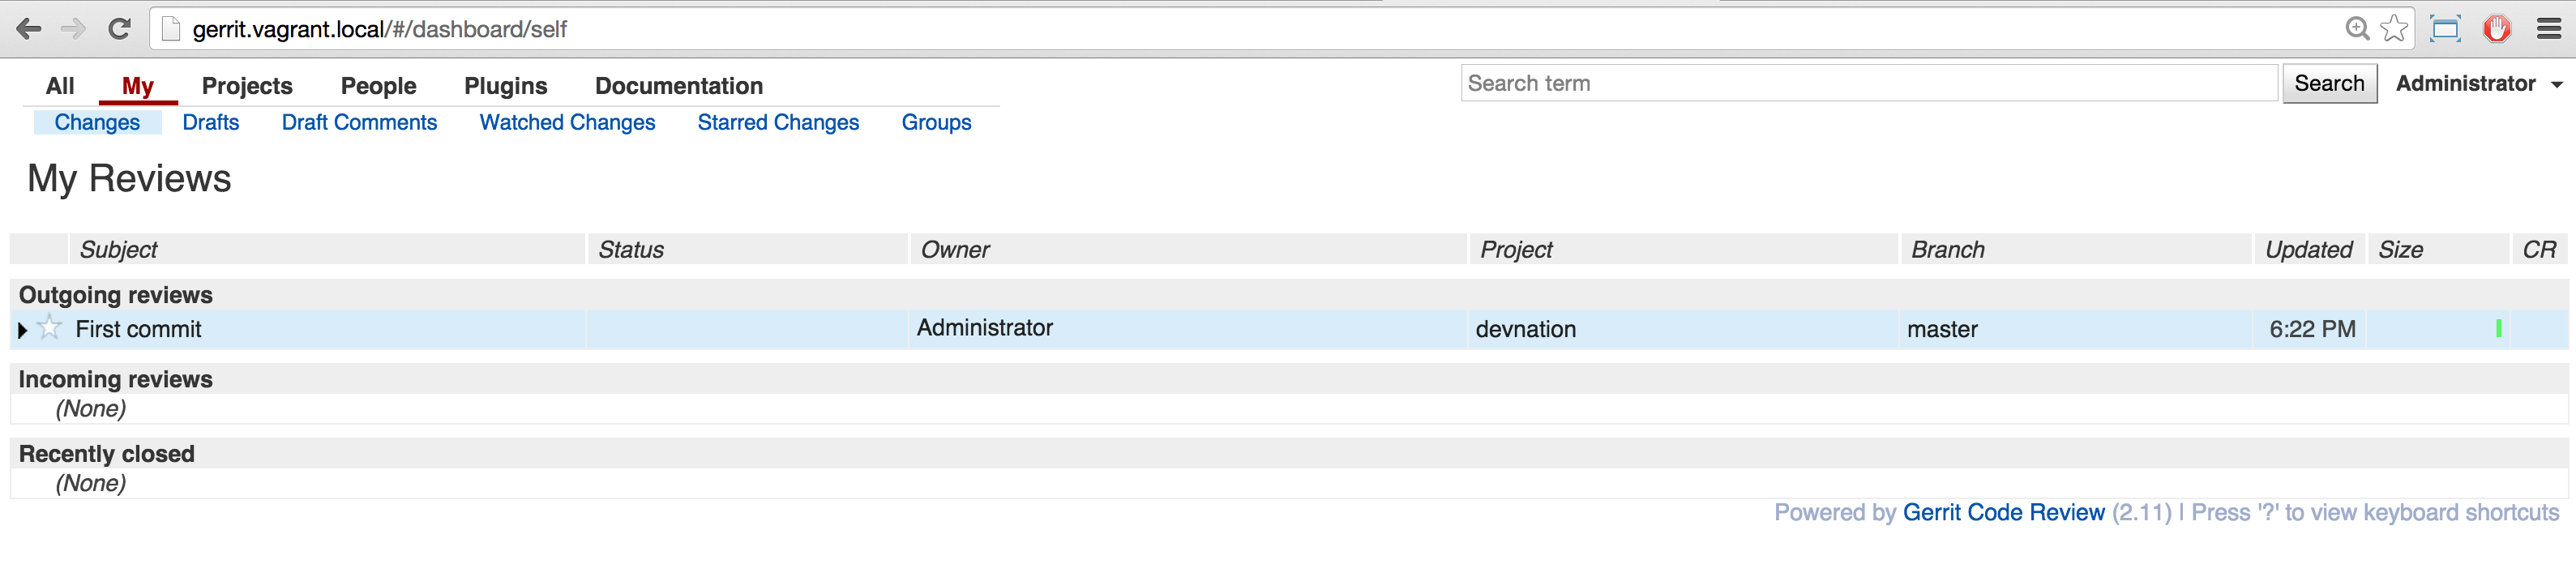 gerrit.vagrant.local/#/dashboard/self
All My Projects People Plugins Documentation Search term Search Administrator
Changes Drafts Draft Comments Watched Changes Starred Changes Groups
My Reviews
Subject Status Owner Project Branch Updated Size CR
Outgoing reviews
First commit Administrator devnation master 6:22 PM
Incoming reviews
(None)
Recently closed
(None)
Powered by Gerrit Code Review (2.11) | Press '?' to view keyboard shortcuts